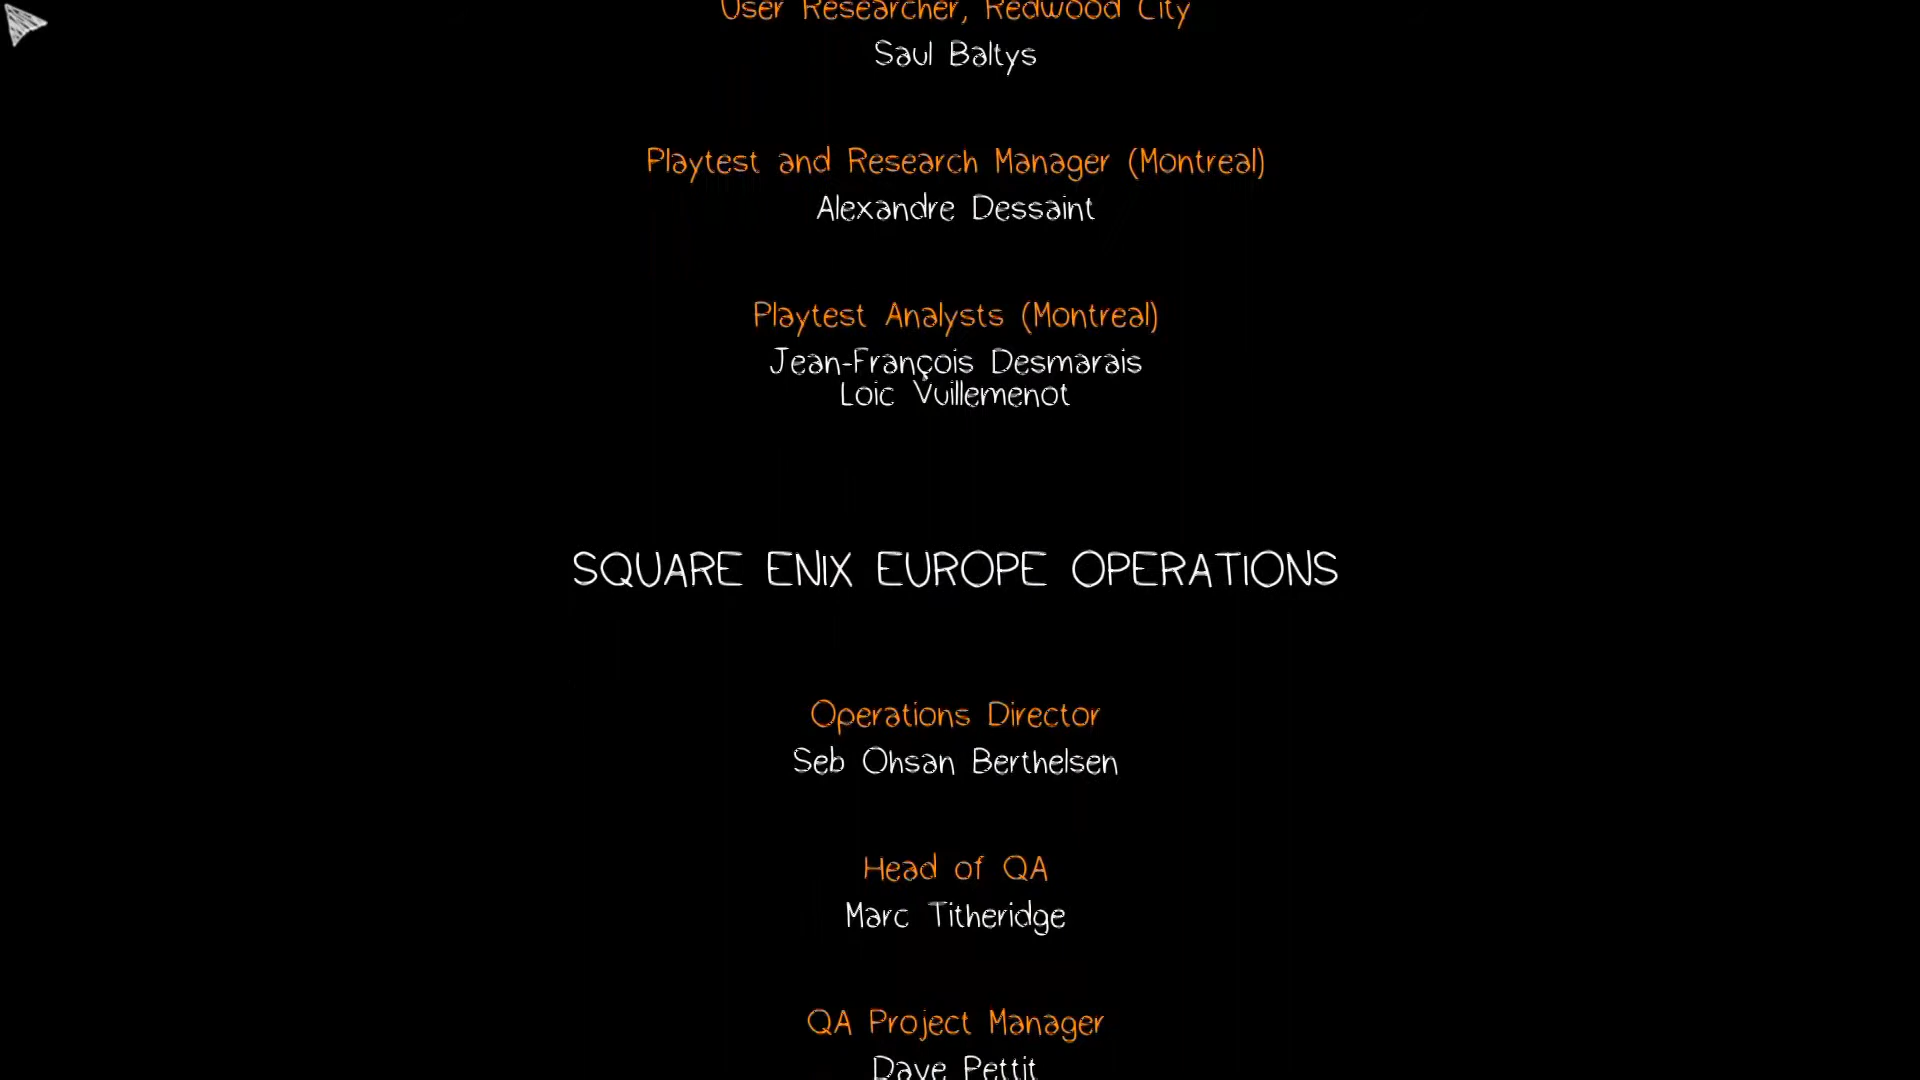 User Researcher, Redwood City
Saul Baltys
Playtest and Research Manager (Montreal)
Alexandre Dessaint
Playtest Analysts (Montreal)
Jean-François Desmarais
Loic Vuillemenot
SQUARE ENIX EUROPE OPERATIONS
Operations Director
Seb Ohsan Berthelsen
Head of QA
Marc Titheridge
QA Project Manager
Dave Pettit